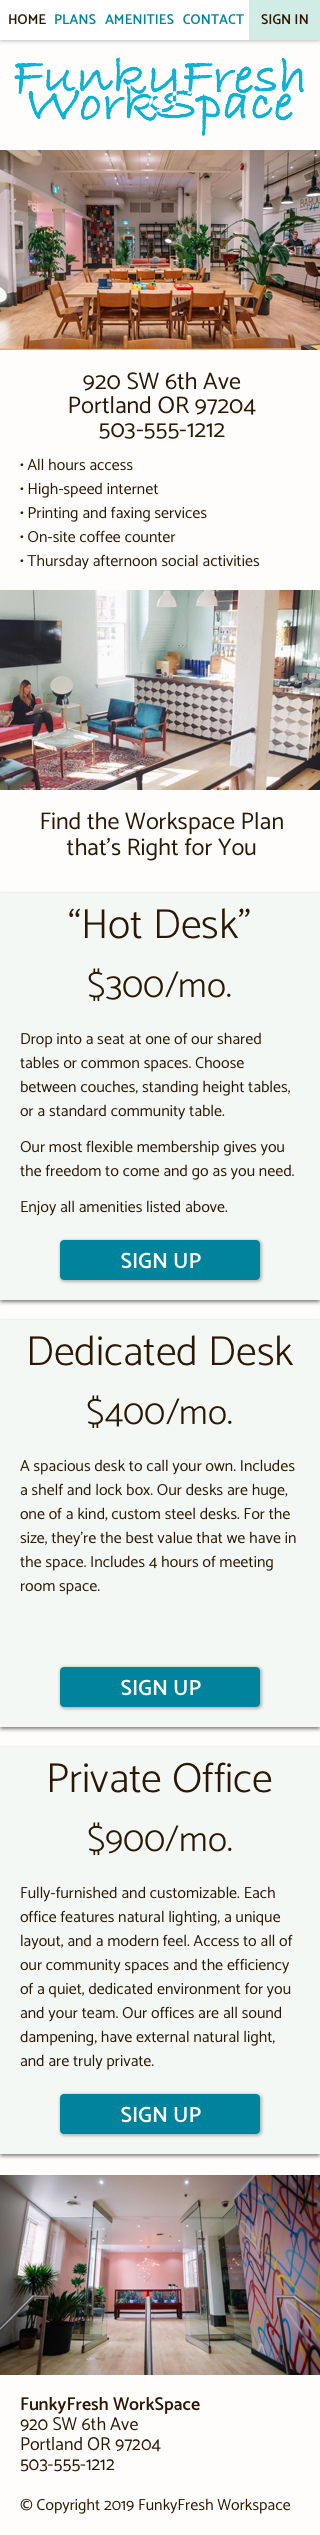 HOME PLANS AMENITIES CONTACT SIGN IN
FunkyFresh
WorkSpace
920 SW 6th Ave
Portland OR 97204
503-555-1212
• All hours access
• High-speed internet
• Printing and faxing services
• On-site coffee counter
• Thursday afternoon social activities
Find the Workspace Plan
that’s Right for You
“Hot Desk”
$300/mo.
Drop into a seat at one of our shared
tables or common spaces. Choose
between couches, standing height tables,
or a standard community table.
Our most flexible membership gives you
the freedom to come and go as you need.
Enjoy all amenities listed above.
SIGN UP
Dedicated Desk
$400/mo.
A spacious desk to call your own. Includes
a shelf and lock box. Our desks are huge,
one of a kind, custom steel desks. For the
size, they’re the best value that we have in
the space. Includes 4 hours of meeting
room space.
SIGN UP
Private Office
$900/mo.
Fully-furnished and customizable. Each
office features natural lighting, a unique
layout, and a modern feel. Access to all of
our community spaces and the efficiency
of a quiet, dedicated environment for you
and your team. Our offices are all sound
dampening, have external natural light,
and are truly private.
SIGN UP
FunkyFresh WorkSpace
920 SW 6th Ave
Portland OR 97204
503-555-1212
© Copyright 2019 FunkyFresh Workspace